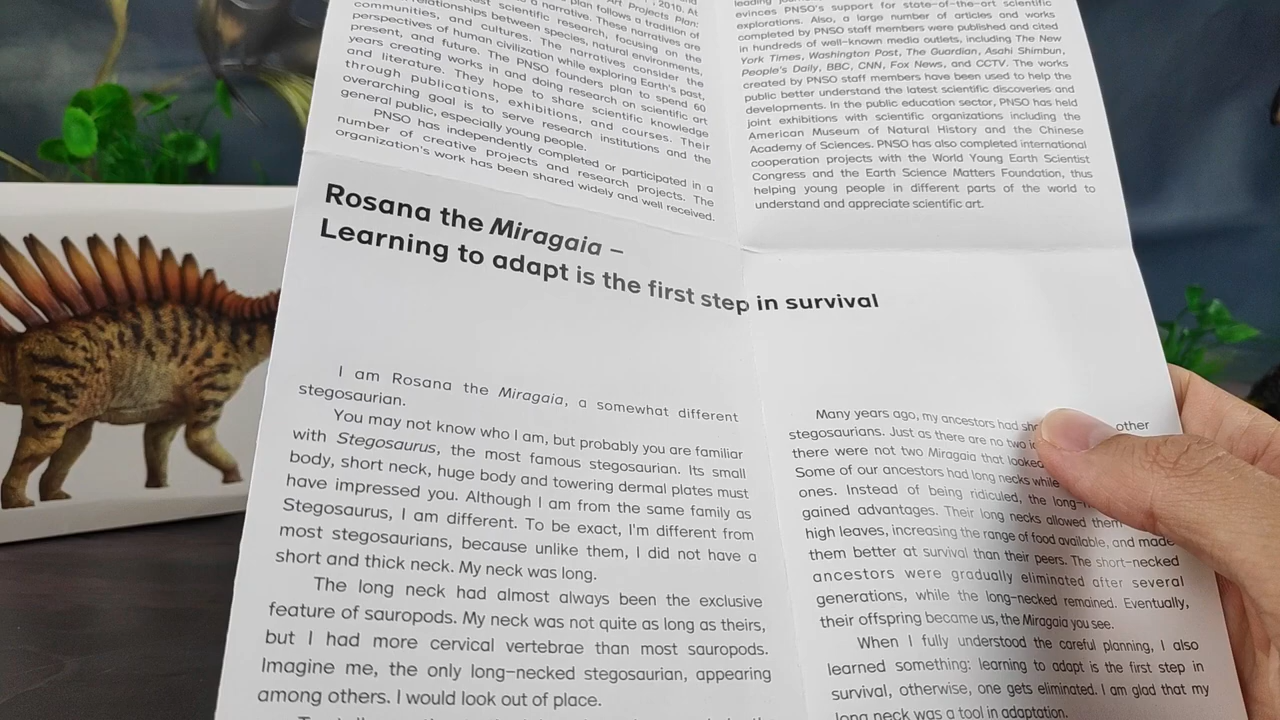 , 2010. At
Art Projects Plan:
plan follows a tradition of
a narrative. These narratives are
latest scientific research, focusing on the
relationships between species, natural environments,
communities, and cultures. The narratives consider the
perspectives of human civilization while exploring Earth's past,
present, and future. The PNSO founders plan to spend 60
years creating works in and doing research on scientific art
and literature. They hope to share scientific knowledge
through publications, exhibitions, and courses. Their
overarching goal is to serve research institutions and the
general public, especially young people.
PNSO has independently completed or participated in a
number of creative projects and research projects. The
organization's work has been shared widely and well received.
evinces PNSO's support for state-of-the-art scientific
explorations. Also, a large number of articles and works
completed by PNSO staff members were published and cited
in hundreds of well-known media outlets, including The New
York Times, Washington Post, The Guardian, Asahi Shimbun,
People's Daily, BBC, CNN, Fox News, and CCTV. The works
created by PNSO staff members have been used to help the
public better understand the latest scientific discoveries and
developments. In the public education sector, PNSO has held
joint exhibitions with scientific organizations including the
American Museum of Natural History and the Chinese
Academy of Sciences. PNSO has also completed international
cooperation projects with the World Young Earth Scientist
Congress and the Earth Science Matters Foundation, thus
helping young people in different parts of the world to
understand and appreciate scientific art.
Rosana the Miragaia –
Learning to adapt is the first step in survival
I am Rosana the Miragaia, a somewhat different
stegosaurian.
You may not know who I am, but probably you are familiar
with Stegosaurus, the most famous stegosaurian. Its small
body, short neck, huge body and towering dermal plates must
have impressed you. Although I am from the same family as
Stegosaurus, I am different. To be exact, I'm different from
most stegosaurians, because unlike them, I did not have a
short and thick neck. My neck was long.
The long neck had almost always been the exclusive
feature of sauropods. My neck was not quite as long as theirs,
but I had more cervical vertebrae than most sauropods.
Imagine me, the only long-necked stegosaurian, appearing
among others. I would look out of place.
Many years ago, my ancestors had other
stegosaurians. Just as there are no two
there were not two Miragaia that looked
Some of our ancestors had long necks while
ones. Instead of being ridiculed, the
gained advantages. Their long necks allowed them
high leaves, increasing the range of food available, and made
them better at survival than their peers. The short-necked
ancestors were gradually eliminated after several
generations, while the long-necked remained. Eventually,
their offspring became us, the Miragaia you see.
When I fully understood the careful planning, I also
learned something: learning to adapt is the first step in
survival, otherwise, one gets eliminated. I am glad that my
long neck was a tool in adaptation.